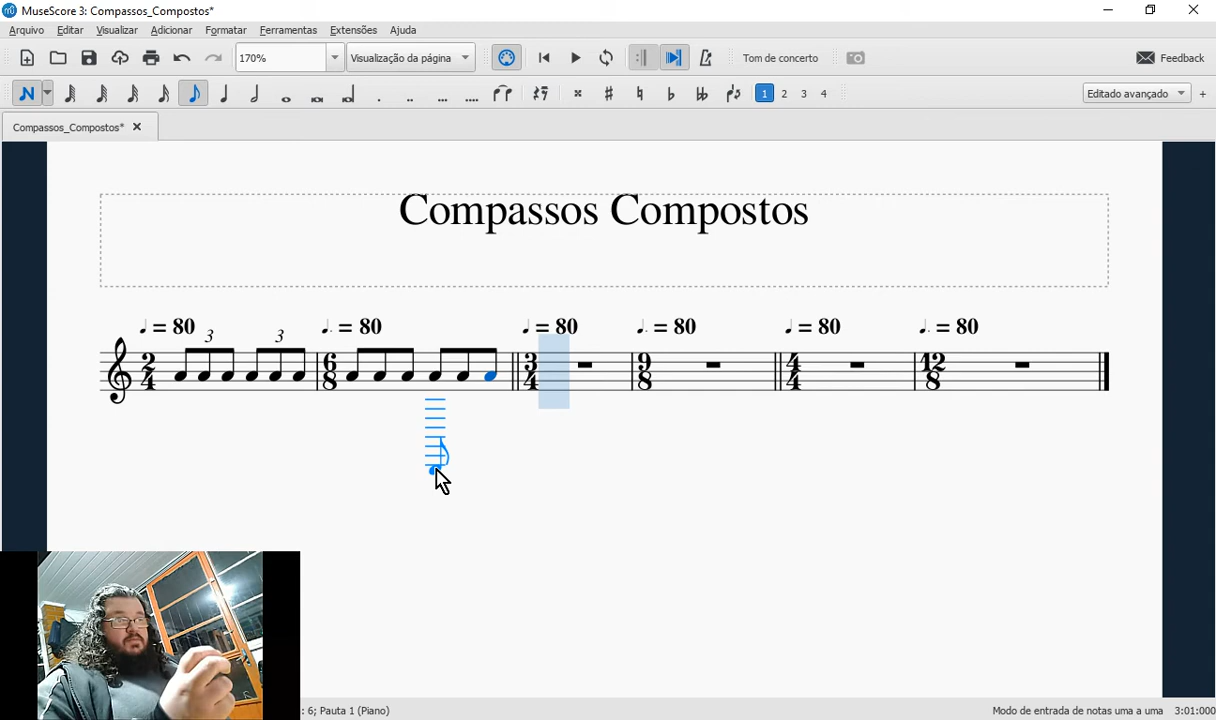 MuseScore 3: Compassos_Compostos*
Arquivo Editar Visualizar Adicionar Formatar Ferramentas Extensões Ajuda
170% Visualização da página Tom de concerto Feedback
1 2 3 4 Editado avançado +
Compassos_Compostos*
Compassos Compostos
= 80 3 3 = 80 = 80 = 80 = 80 = 80
2 4 6 8 3 4 9 8 4 4 12 8
: 6; Pauta 1 (Piano) Modo de entrada de notas uma a uma 3:01:000